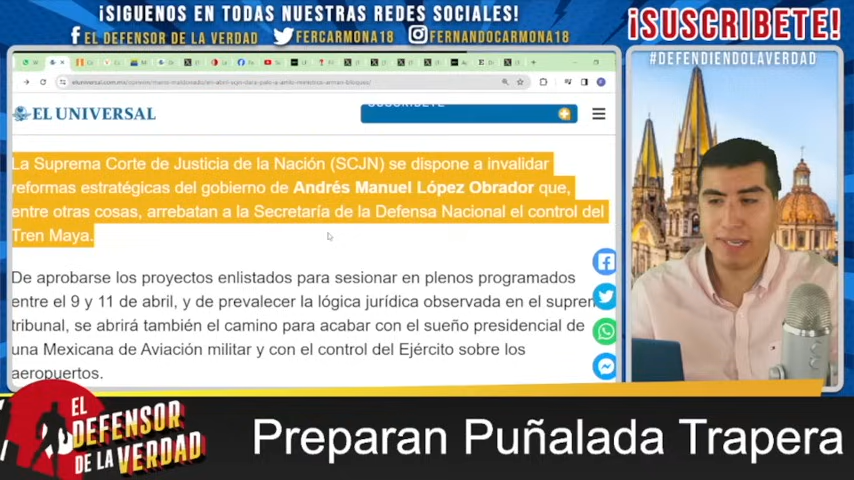 ¡SIGUENOS EN TODAS NUESTRAS REDES SOCIALES!
EL DEFENSOR DE LA VERDAD
FERCARMONA18
FERNANDOCARMONA18
¡SUSCRIBETE!
#DEFENDIENDOLAVERDAD
EL UNIVERSAL
SUSCRIBETE
La Suprema Corte de Justicia de la Nación (SCJN) se dispone a invalidar
reformas estratégicas del gobierno de Andrés Manuel López Obrador que,
entre otras cosas, arrebatan a la Secretaría de la Defensa Nacional el control del
Tren Maya.
De aprobarse los proyectos enlistados para sesionar en plenos programados
entre el 9 y 11 de abril, y de prevalecer la lógica jurídica observada en el suprem
tribunal, se abrirá también el camino para acabar con el sueño presidencial de
una Mexicana de Aviación militar y con el control del Ejército sobre los
aeropuertos.
EL
DEFENSOR
DE LA VERDAD
Preparan Puñalada Trapera